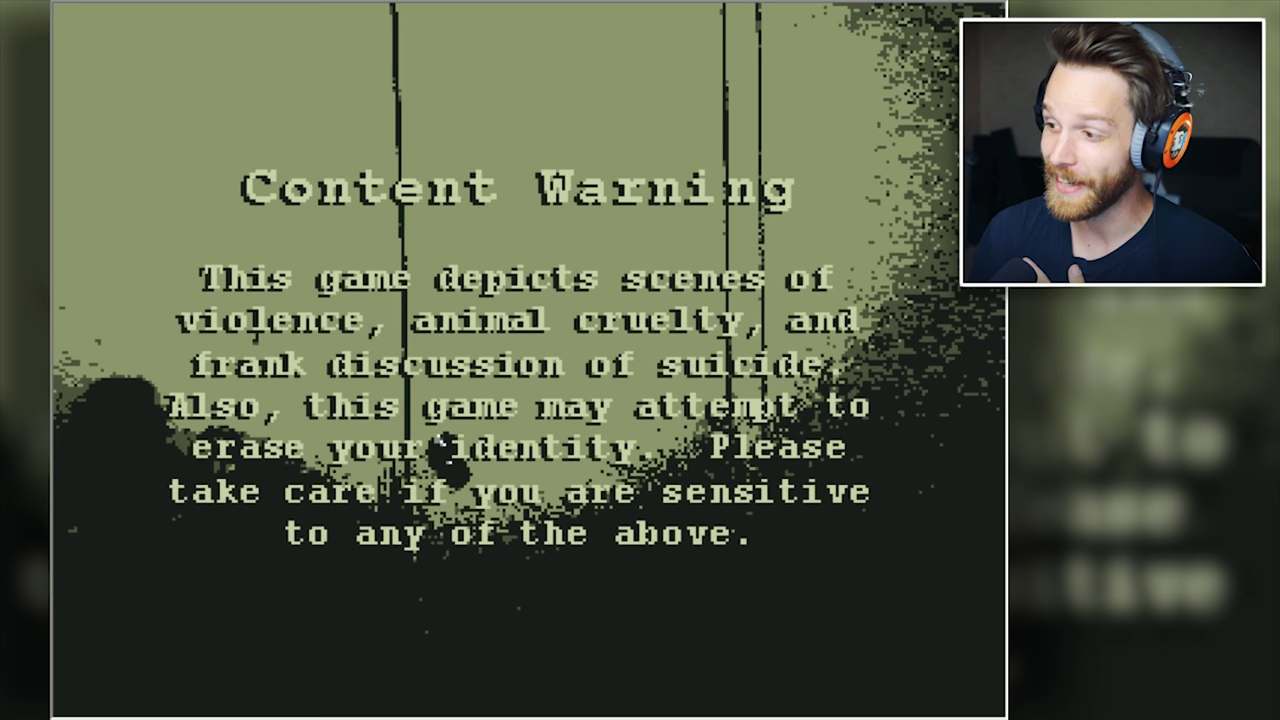 Content Warning
This game depicts scenes of
violence, animal cruelty, and
frank discussion of suicide.
Also, this game may attempt to
erase your identity. Please
take care if you are sensitive
to any of the above.